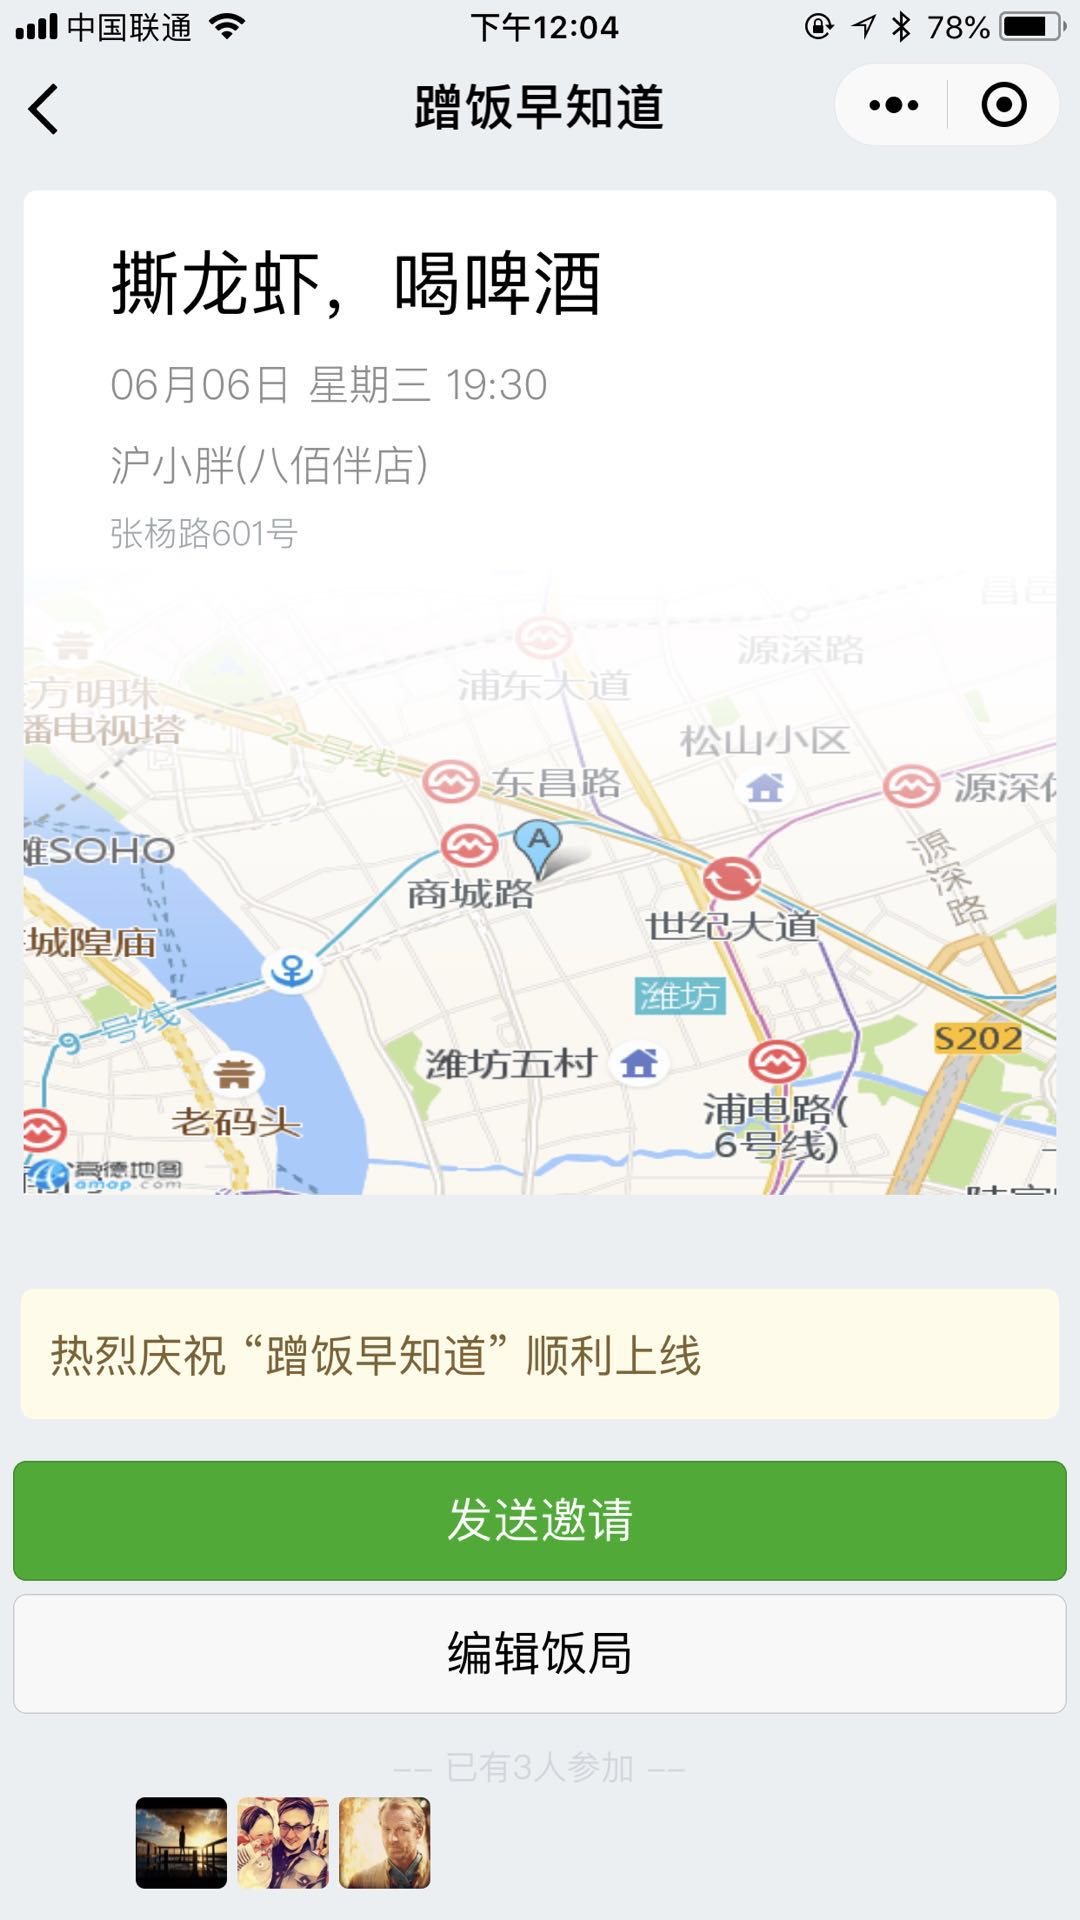 中国联通
下午12:04
78%
蹭饭早知道
撕龙虾，喝啤酒
06月06日 星期三 19:30
沪小胖(八佰伴店)
张杨路601号
昌邑
源深路
浦东大道
方明珠
播电视塔
松山小区
2号线
东昌路
源深体
A
SOHO
商城路
源深路
世纪大道
城隍庙
潍坊
9号线
S202
潍坊五村
浦电路(
6号线)
老码头
高德地图
amap.com
热烈庆祝“蹭饭早知道”顺利上线
发送邀请
编辑饭局
-- 已有3人参加 --